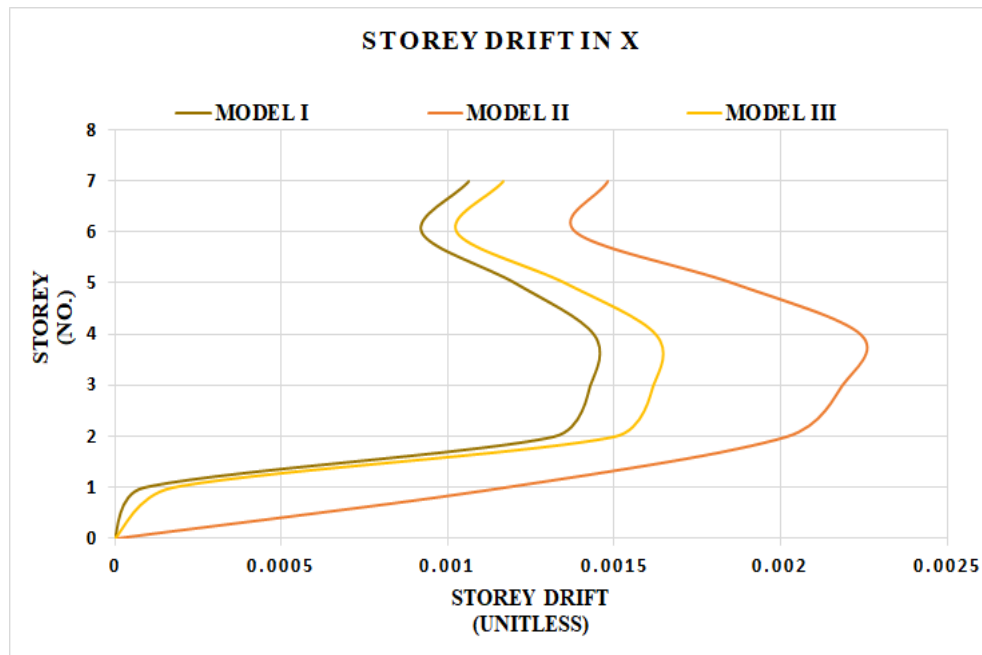 STOREY DRIFT IN X
MODEL I
MODEL II
MODEL III
8
7
6
5
4
3
2
1
0
STOREY
(NO.)
0
0.0005
0.001
0.0015
0.002
0.0025
STOREY DRIFT
(UNITLESS)